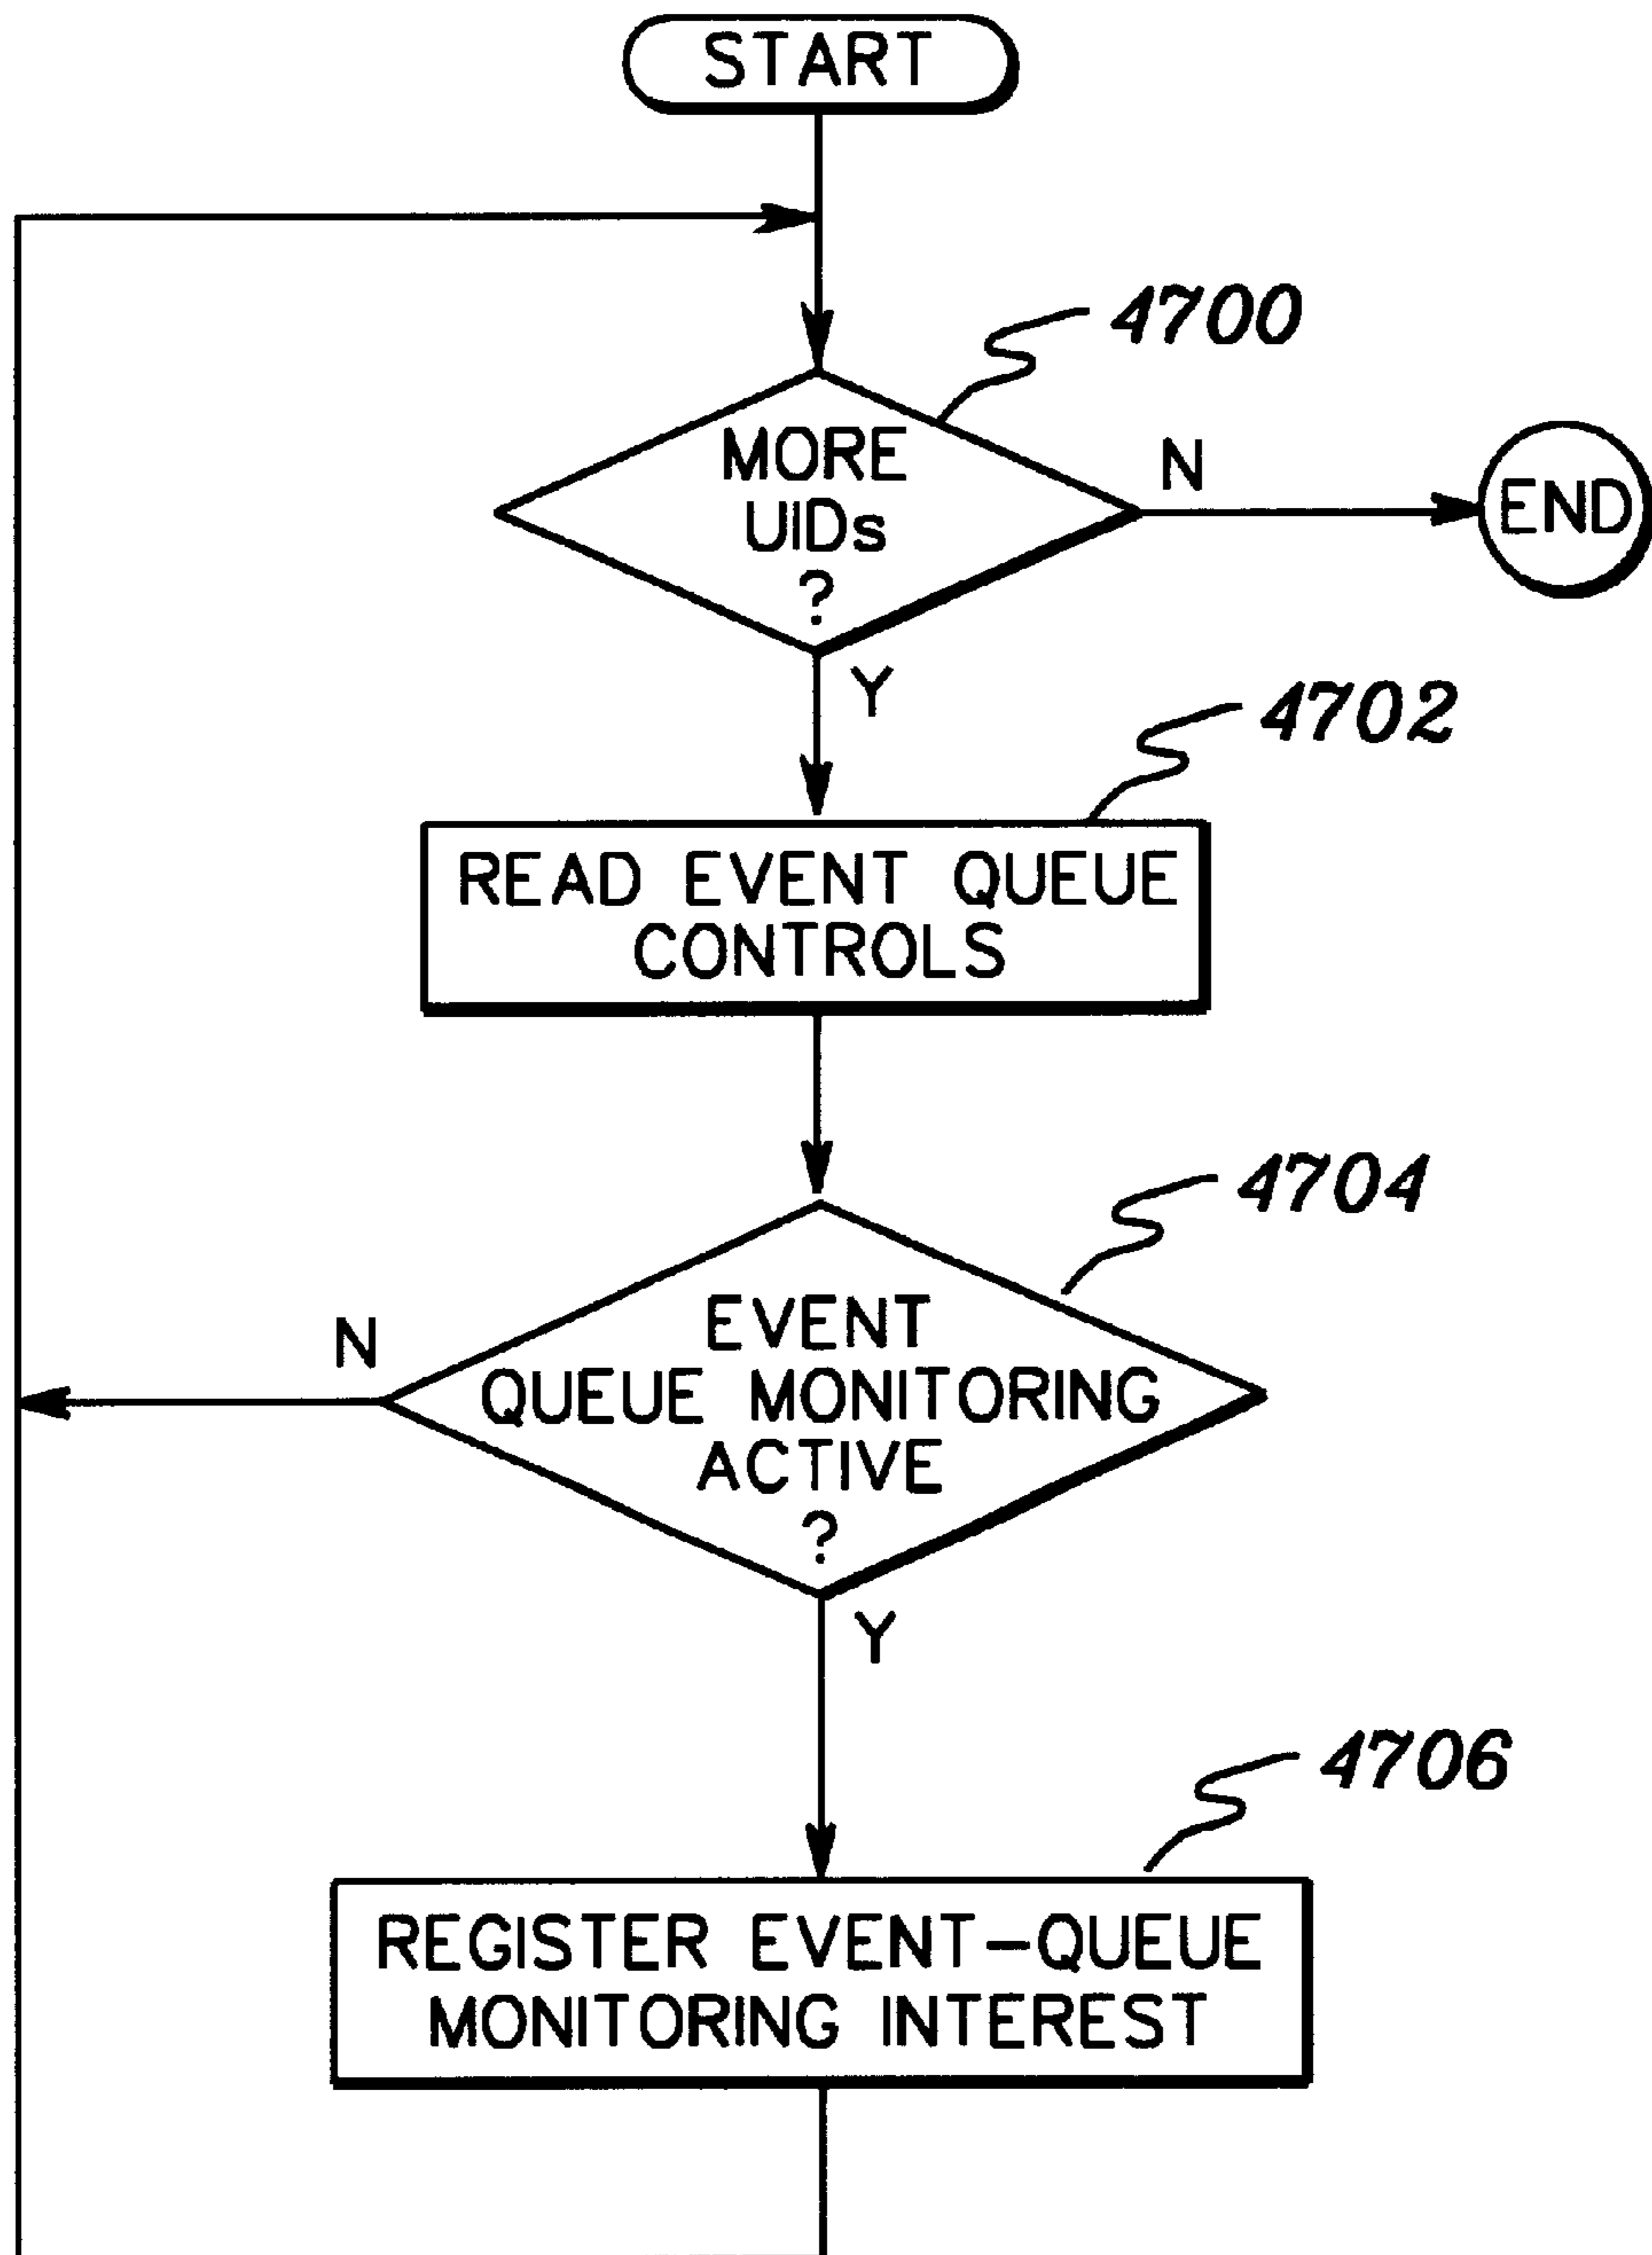 START
4700
MORE
UIDs
?
N
END
Y
4702
READ EVENT QUEUE
CONTROLS
4704
EVENT
QUEUE MONITORING
ACTIVE
?
N
Y
4706
REGISTER EVENT-QUEUE
MONITORING INTEREST